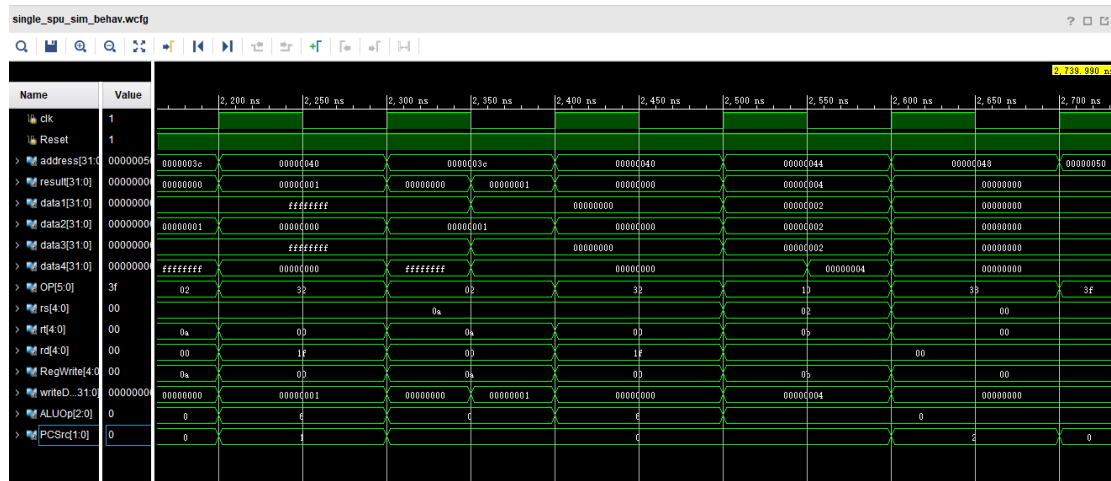 single_spu_sim_behav.wcfg
2,739.990 ns
Name Value
2,200 ns 2,250 ns 2,300 ns 2,350 ns 2,400 ns 2,450 ns 2,500 ns 2,550 ns 2,600 ns 2,650 ns 2,700 ns
clk 1
Reset 1
address[31:0 0000005 0000003c 00000040 0000003c 00000040 00000044 00000048 00000050
result[31:0] 0000000 00000000 00000001 00000000 00000001 00000000 00000004 00000000
data1[31:0] 0000000 ffffffff 00000000 00000002 00000000
data2[31:0] 0000000 00000001 00000000 00000001 00000000 00000002 00000000
data3[31:0] 0000000 ffffffff 00000000 00000002 00000000
data4[31:0] 0000000 ffffffff 00000000 ffffffff 00000000 00000004 00000000
OP[5:0] 3f 02 32 02 32 10 38 3f
rs[4:0] 00 0a 02 00
rt[4:0] 00 0a 00 0a 00 0b 00
rd[4:0] 00 00 1f 00 1f 00
RegWrite[4:0 00 0a 00 0a 00 0b 00
writeD...31:0] 0000000 00000000 00000001 00000000 00000001 00000000 00000004 00000000
ALUOp[2:0] 0 0 6 0 6 0
PCSrc[1:0] 0 0 1 0 2 0